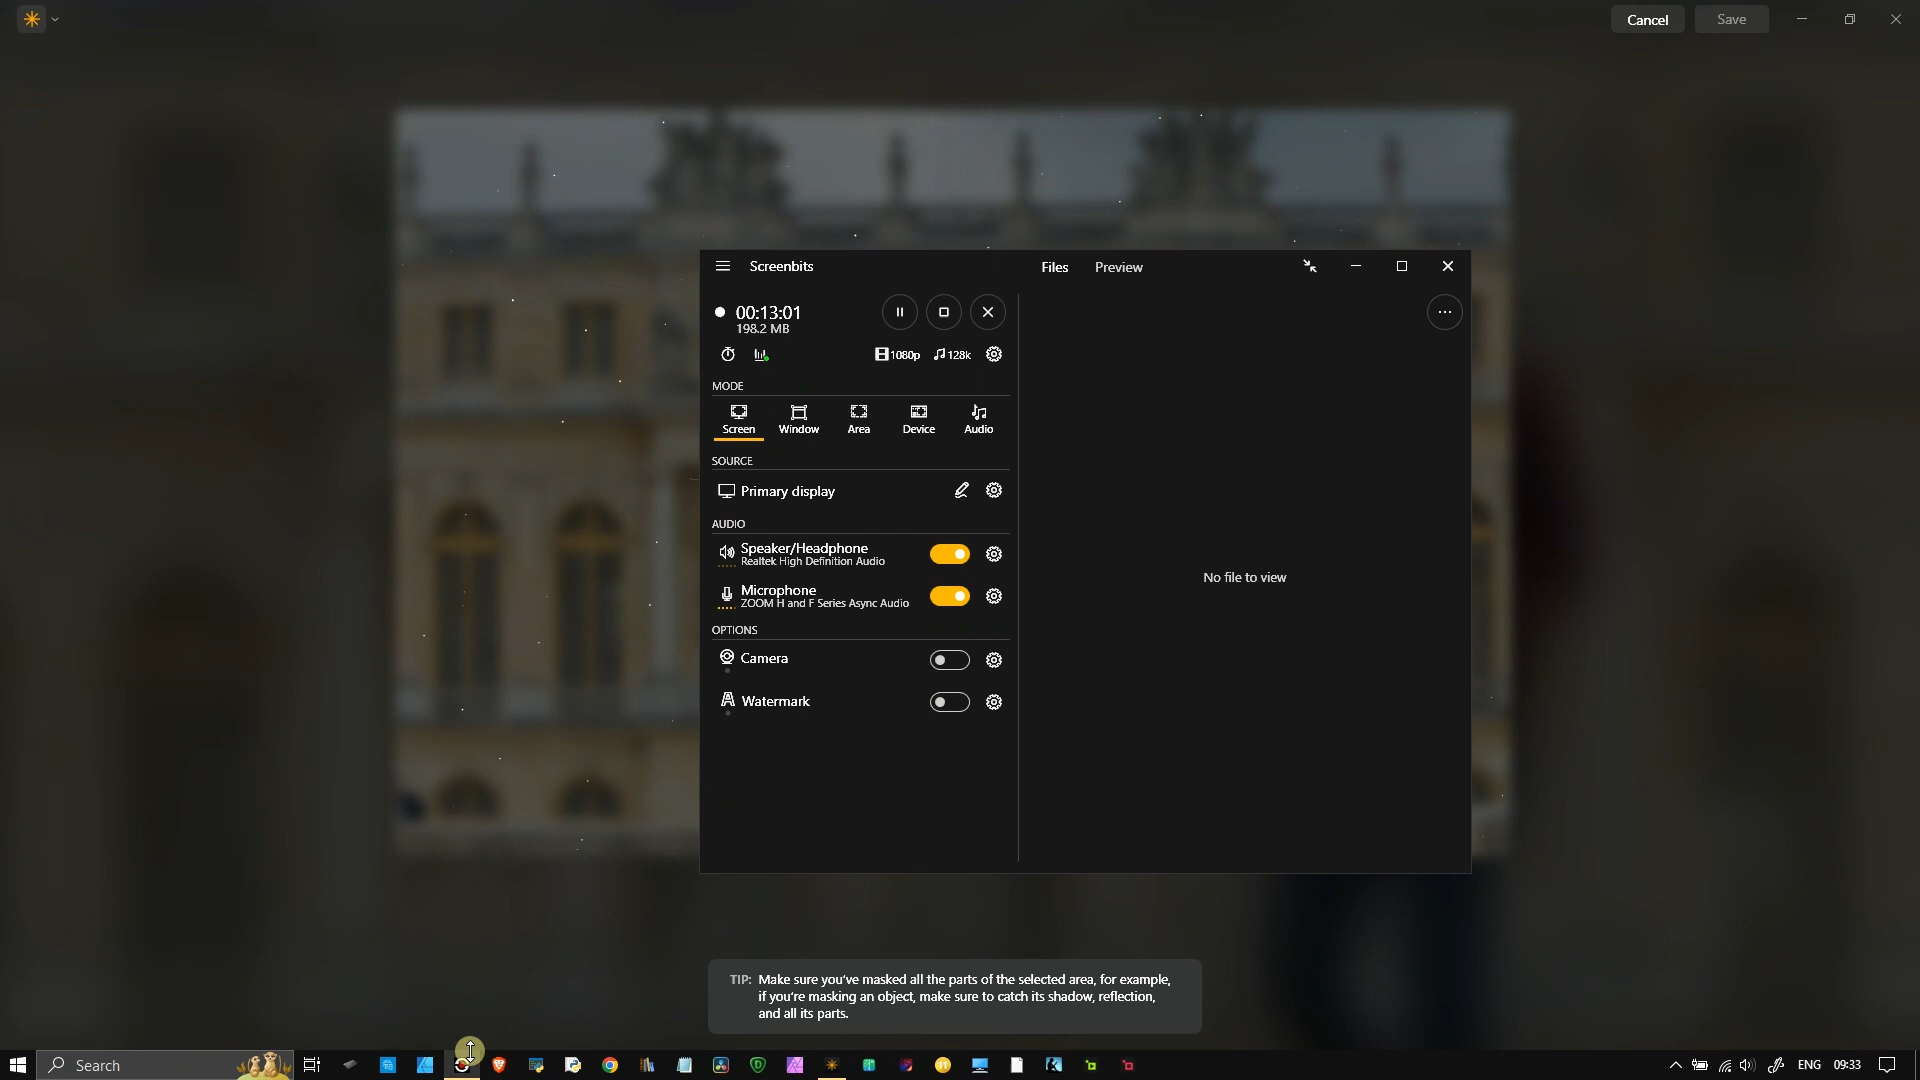 Cancel
Save
Screenbits
Files
Preview
00:13:01
198.2 MB
1080p
128k
MODE
Screen
Window
Area
Device
Audio
SOURCE
Primary display
AUDIO
Speaker/Headphone
Realtek High Definition Audio
Microphone
ZOOM H and F Series Async Audio
OPTIONS
Camera
Watermark
No file to view
TIP: Make sure you've masked all the parts of the selected area, for example,
if you're masking an object, make sure to catch its shadow, reflection,
and all its parts.
Search
ENG
09:33